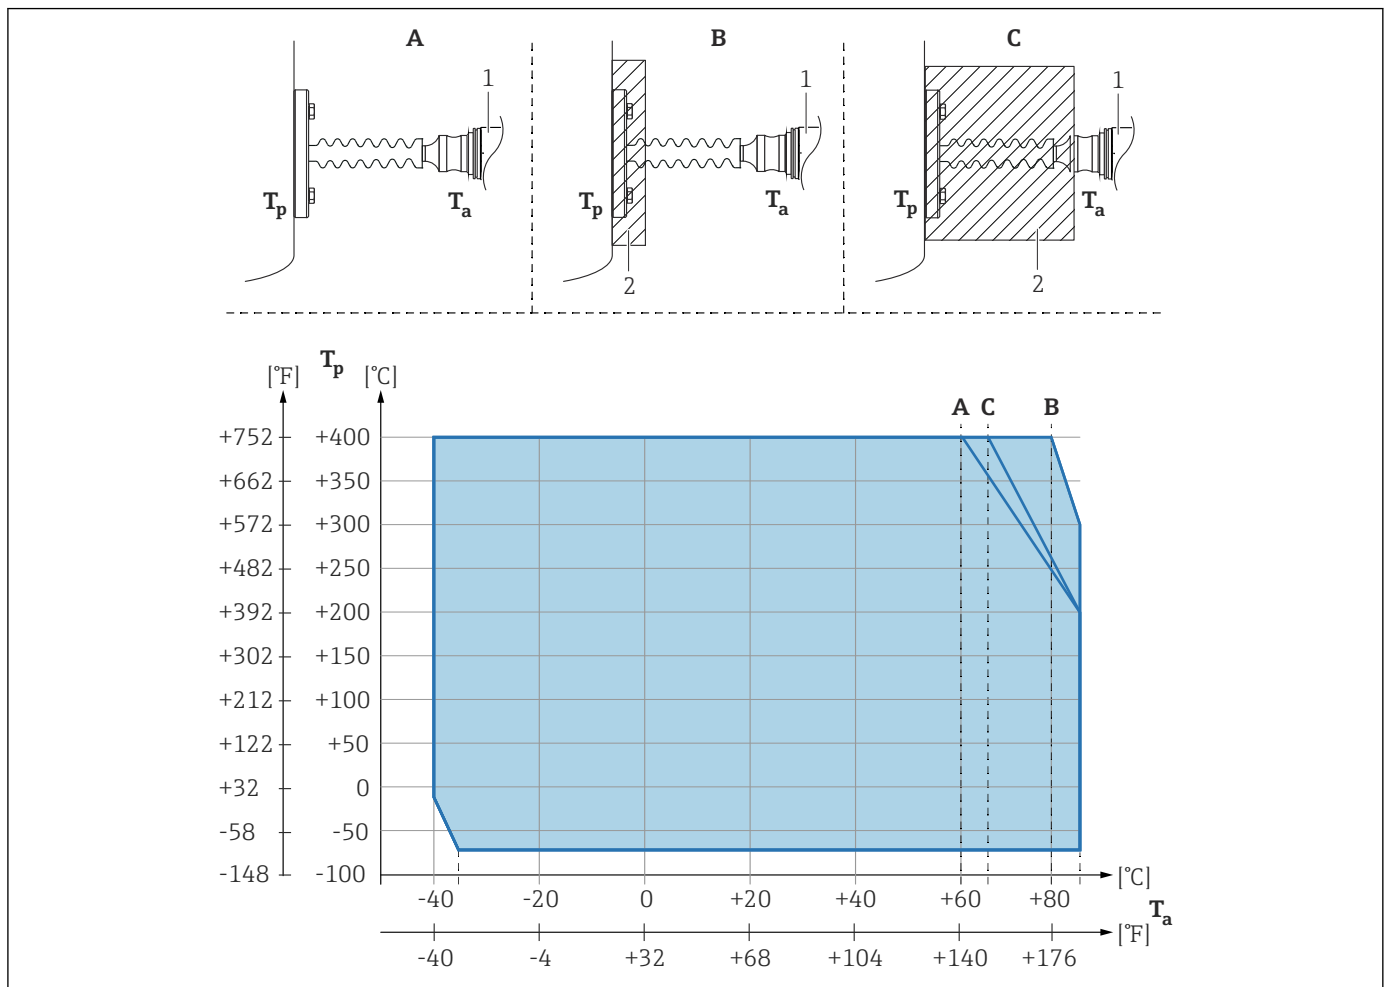 A B C
1 1 1
Tp Ta Tp Ta Tp Ta
2 2
Tp
[°F] [°C]
A C B
+752 +400
+662 +350
+572 +300
+482 +250
+392 +200
+302 +150
+212 +100
+122 +50
+32 0
-58 -50
-148 -100
[°C]
-40 -20 0 +20 +40 +60 +80
Ta
[°F]
-40 -4 +32 +68 +104 +140 +176